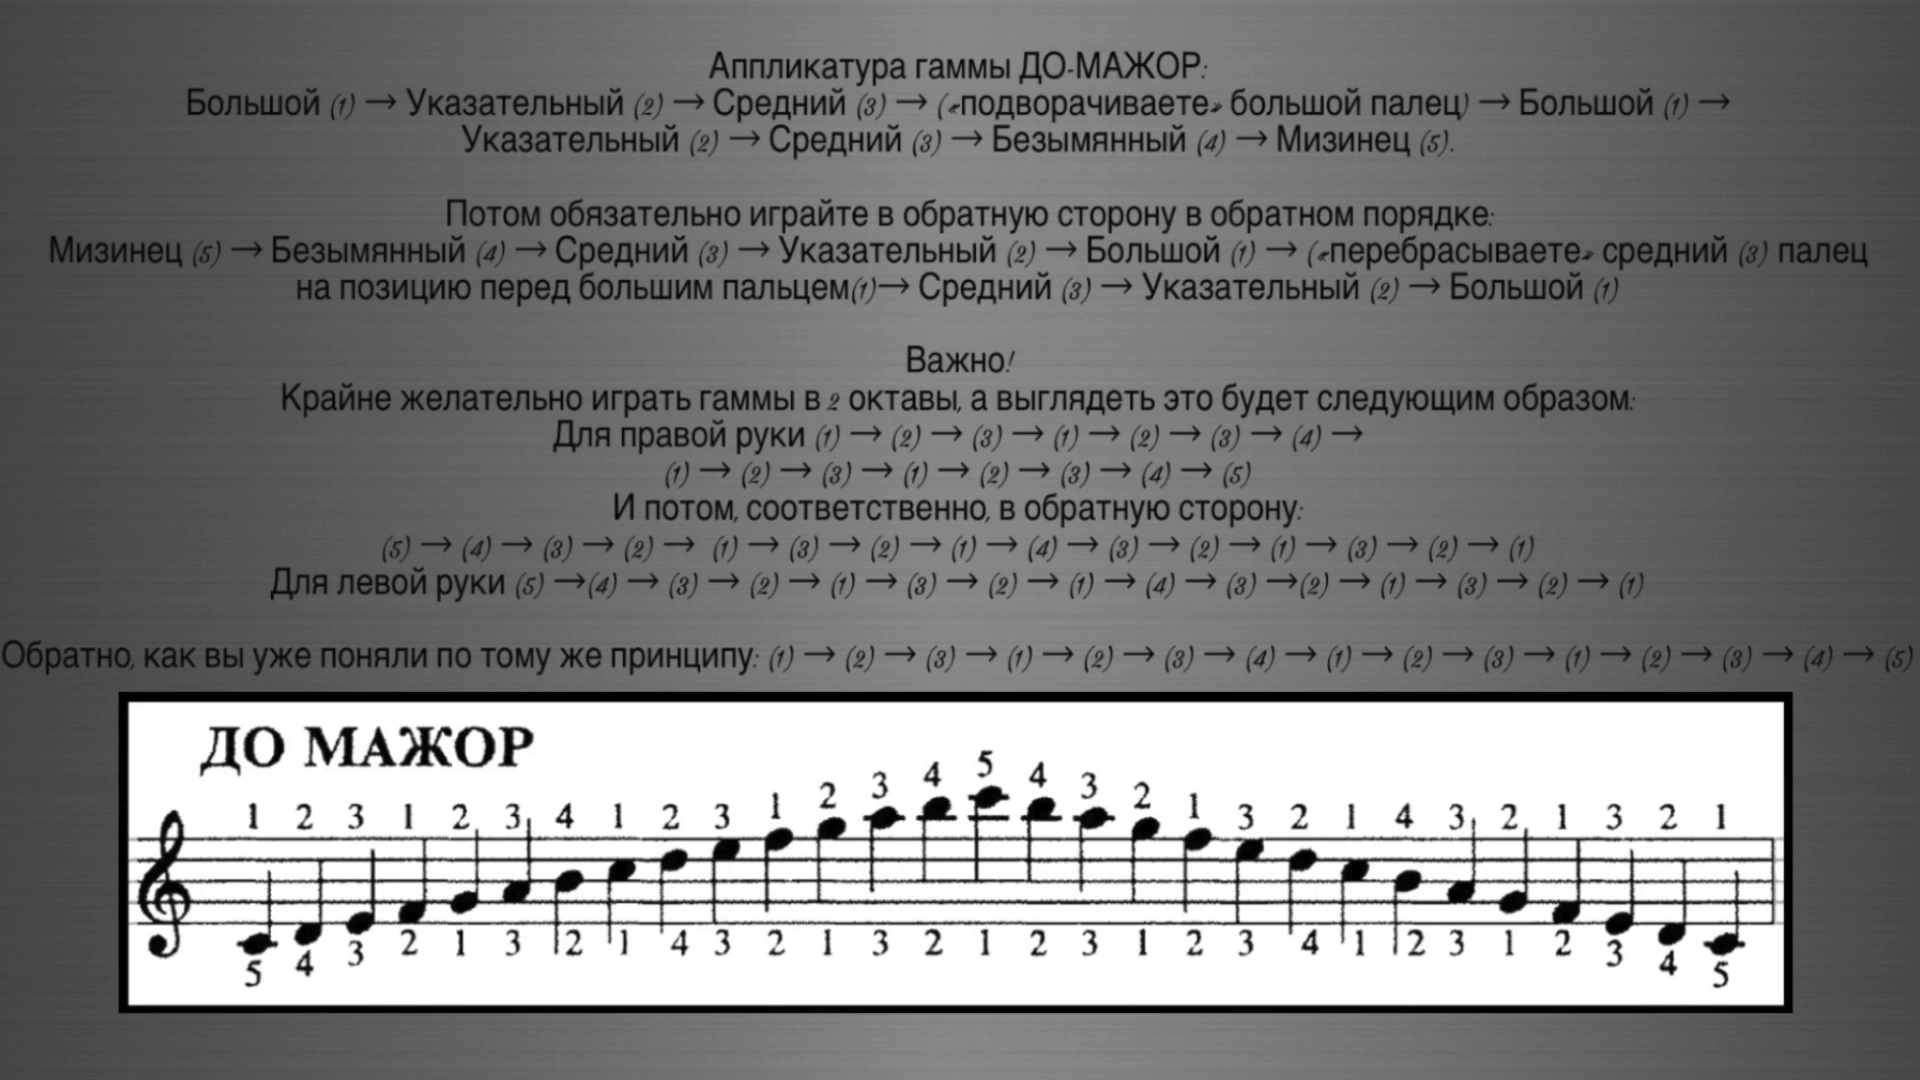 Аппликатура гаммы ДО-МАЖОР:
Большой (1) → Указательный (2) → Средний (3) → («подворачиваете» большой палец) → Большой (1) →
Указательный (2) → Средний (3) → Безымянный (4) → Мизинец (5).
Потом обязательно играйте в обратную сторону в обратном порядке:
Мизинец (5) → Безымянный (4) → Средний (3) → Указательный (2) → Большой (1) → («перебрасываете» средний (3) палец
на позицию перед большим пальцем(1)→ Средний (3) → Указательный (2) → Большой (1)
Важно!
Крайне желательно играть гаммы в 2 октавы, а выглядеть это будет следующим образом:
Для правой руки (1) → (2) → (3) → (1) → (2) → (3) → (4) →
(1) → (2) → (3) → (1) → (2) → (3) → (4) → (5)
И потом, соответственно, в обратную сторону:
(5) → (4) → (3) → (2) → (1) → (3) → (2) → (1) → (4) → (3) → (2) → (1) → (3) → (2) → (1)
Для левой руки (5) →(4) → (3) → (2) → (1) → (3) → (2) → (1) → (4) → (3) →(2) → (1) → (3) → (2) → (1)
Обратно, как вы уже поняли по тому же принципу: (1) → (2) → (3) → (1) → (2) → (3) → (4) → (1) → (2) → (3) → (1) → (2) → (3) → (4) → (5)
ДО МАЖОР
1 2 3 1 2 3 4 1 2 3 1 2 3 4 5 4 3 2 1 3 2 1 4 3 2 1 3 2 1
5 4 3 2 1 3 2 1 4 3 2 1 3 2 1 2 3 1 2 3 4 1 2 3 1 2 3 4 5